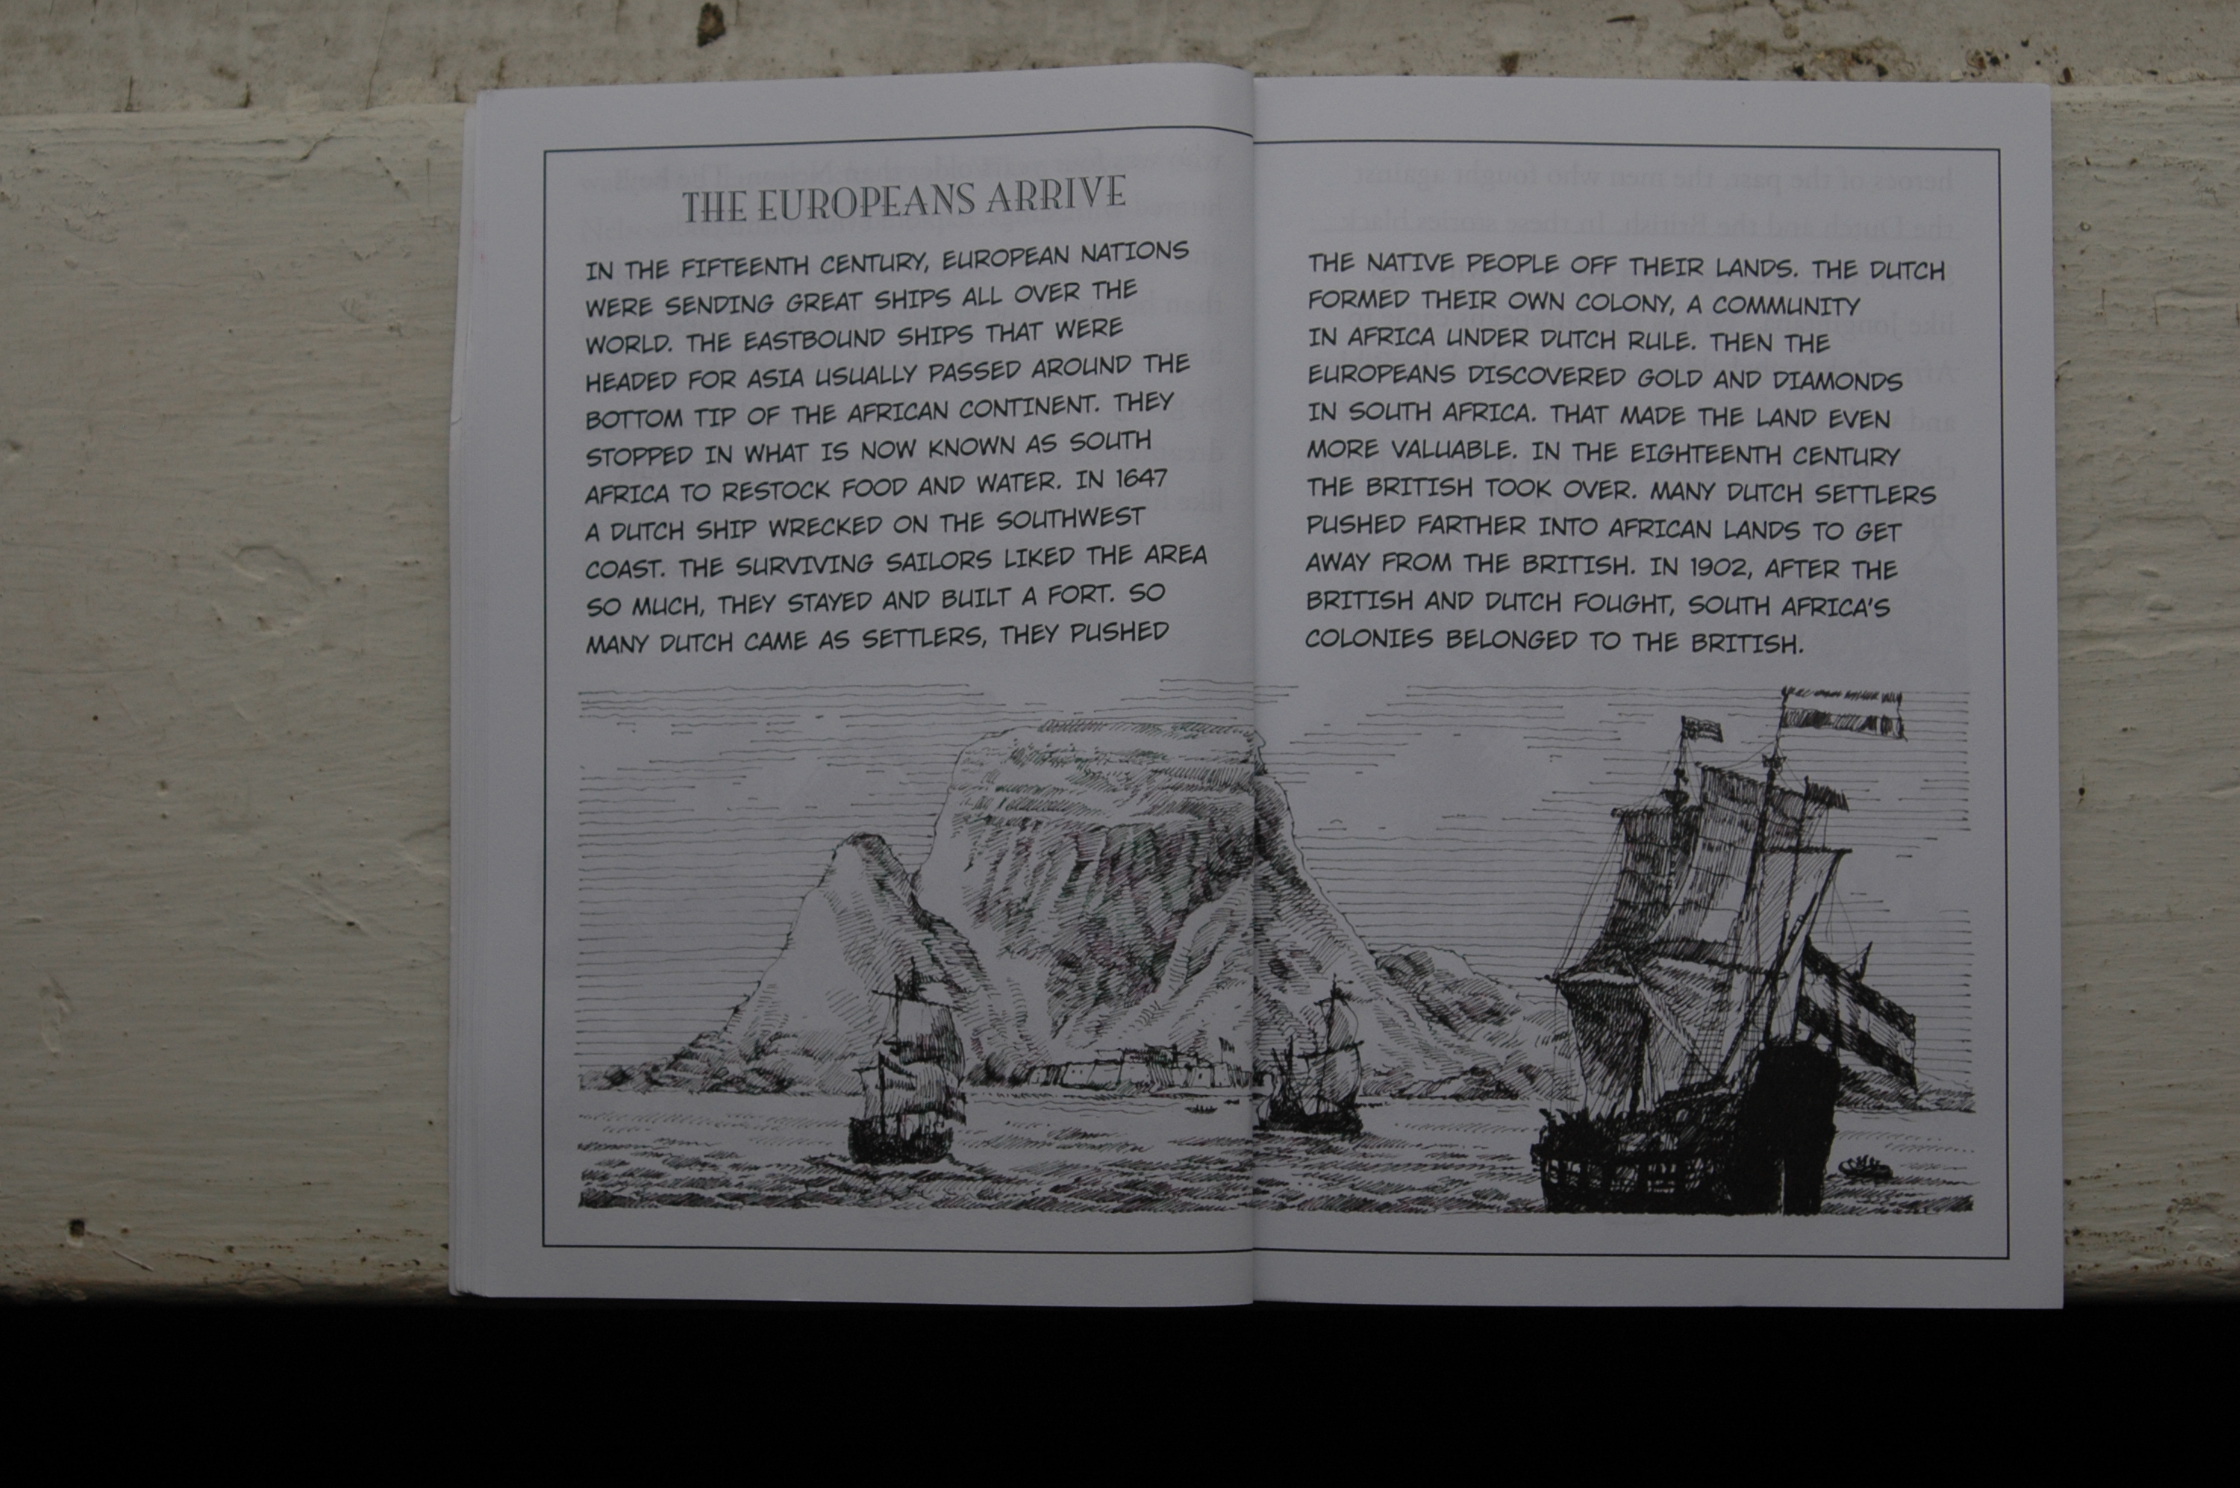 THE EUROPEANS ARRIVE
IN THE FIFTEENTH CENTURY, EUROPEAN NATIONS
WERE SENDING GREAT SHIPS ALL OVER THE
WORLD. THE EASTBOUND SHIPS THAT WERE
HEADED FOR ASIA USUALLY PASSED AROUND THE
BOTTOM TIP OF THE AFRICAN CONTINENT. THEY
STOPPED IN WHAT IS NOW KNOWN AS SOUTH
AFRICA TO RESTOCK FOOD AND WATER. IN 1647
A DUTCH SHIP WRECKED ON THE SOUTHWEST
COAST. THE SURVIVING SAILORS LIKED THE AREA
SO MUCH, THEY STAYED AND BUILT A FORT. SO
MANY DUTCH CAME AS SETTLERS, THEY PUSHED
THE NATIVE PEOPLE OFF THEIR LANDS. THE DUTCH
FORMED THEIR OWN COLONY, A COMMUNITY
IN AFRICA UNDER DUTCH RULE. THEN THE
EUROPEANS DISCOVERED GOLD AND DIAMONDS
IN SOUTH AFRICA. THAT MADE THE LAND EVEN
MORE VALUABLE. IN THE EIGHTEENTH CENTURY
THE BRITISH TOOK OVER. MANY DUTCH SETTLERS
PUSHED FARTHER INTO AFRICAN LANDS TO GET
AWAY FROM THE BRITISH. IN 1902, AFTER THE
BRITISH AND DUTCH FOUGHT, SOUTH AFRICA'S
COLONIES BELONGED TO THE BRITISH.